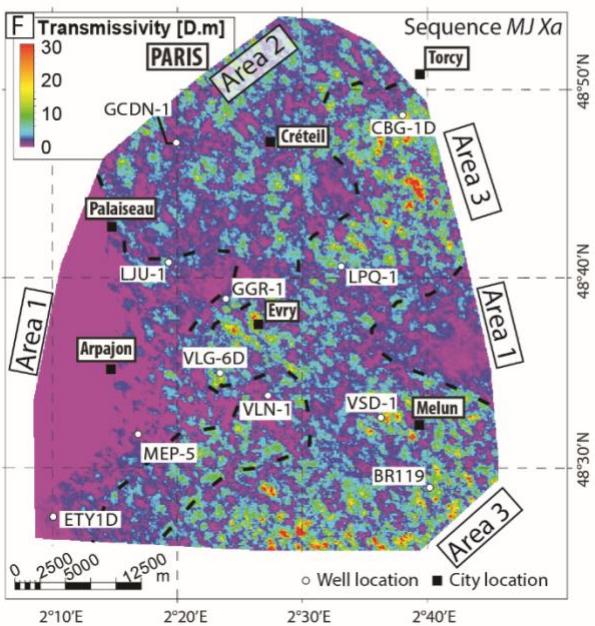 F Transmissivity [D.m]
30
20
10
0
PARIS
Area 2
Sequence MJ Xa
Torcy
48°50'N
GCDN-1
CBG-1D
Créteil
Area 3
Palaiseau
LJU-1
LPQ-1
48°40'N
GGR-1
Evry
Area 1
Area 1
Arpajon
VLG-6D
VLN-1
VSD-1
Melun
MEP-5
BR119
48°30'N
ETY1D
Area 3
0 2500 5000 12500 m
Well location
City location
2°10'E 2°20'E 2°30'E 2°40'E